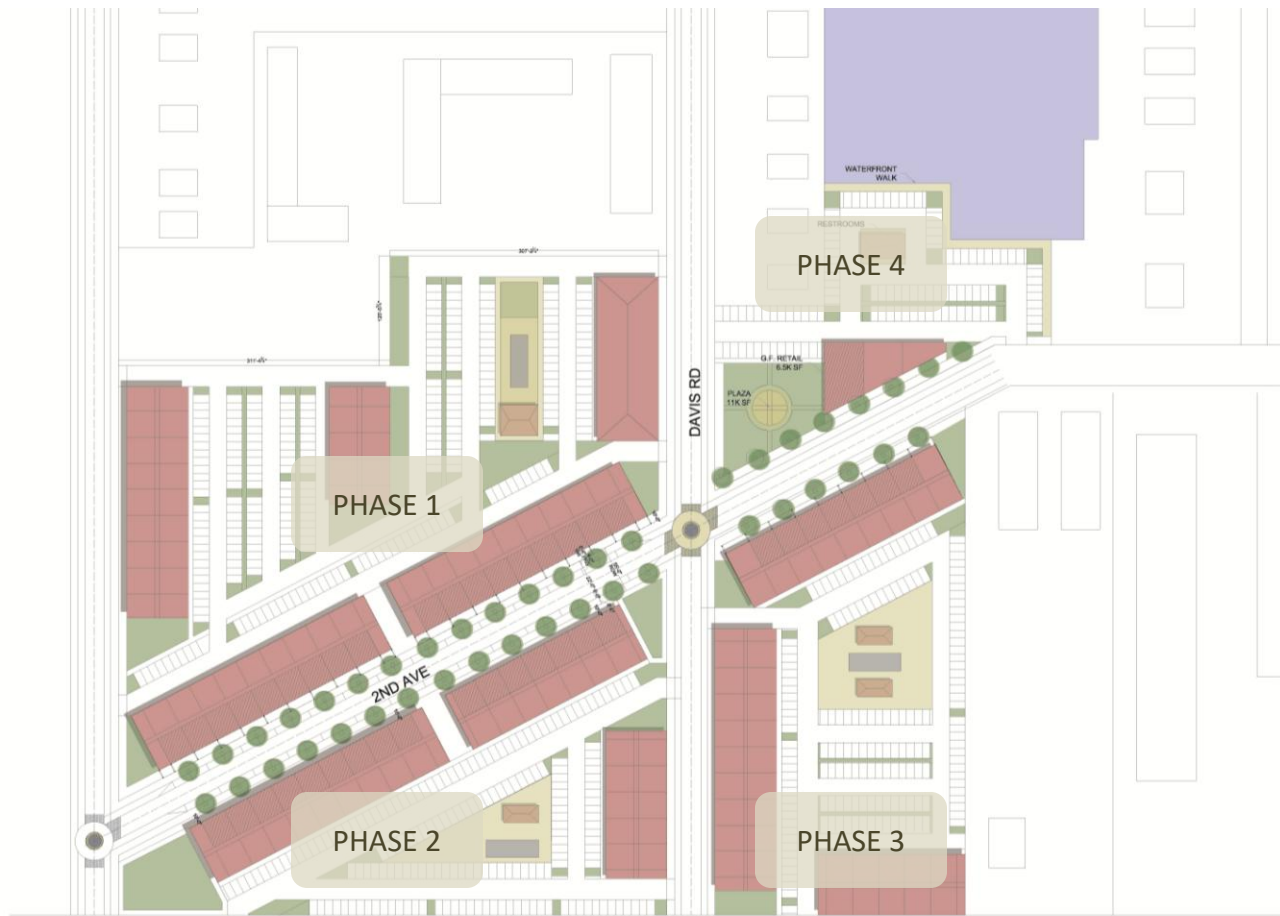 WATERFRONT
WALK
RESTROOMS
PHASE 4
G.F. RETAIL
6.5K SF
PLAZA
11K SF
DAVIS RD
PHASE 1
2ND AVE
PHASE 2
PHASE 3